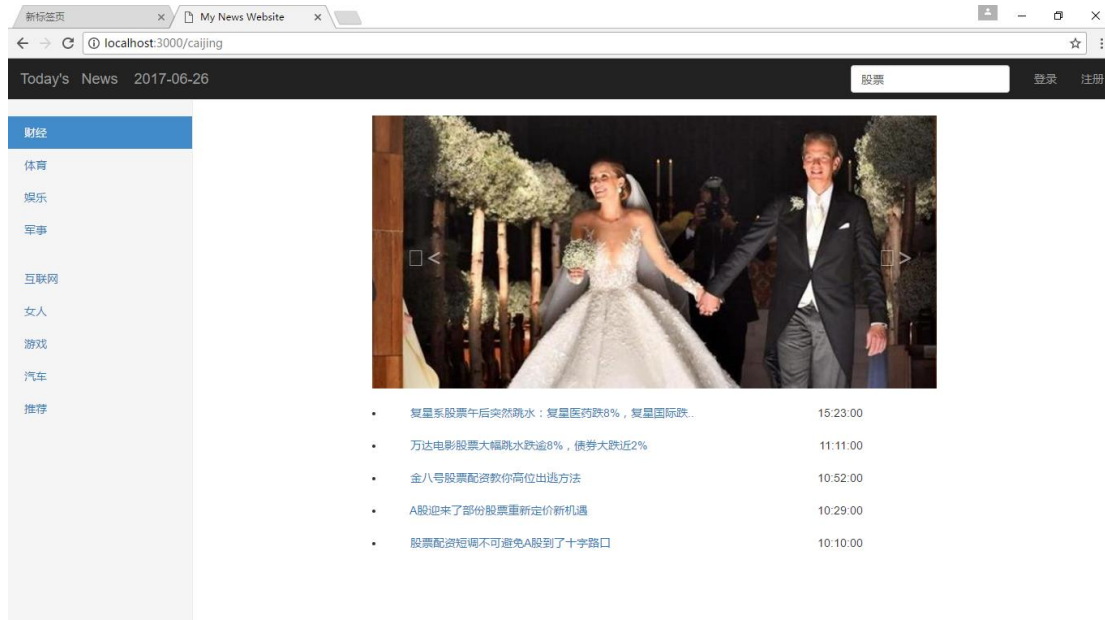 新标签页 My News Website
localhost:3000/caijing
Today's News 2017-06-26 股票 登录 注册
财经
体育
娱乐
军事
互联网
女人
游戏
汽车
推荐
< >
复星系股票午后突然跳水：复星医药跌8%，复星国际跌.. 15:23:00
万达电影股票大幅跳水跌逾8%，债券大跌近2% 11:11:00
金八号股票配资教你高位出逃方法 10:52:00
A股迎来了部份股票重新定价新机遇 10:29:00
股票配资短调不可避免A股到了十字路口 10:10:00